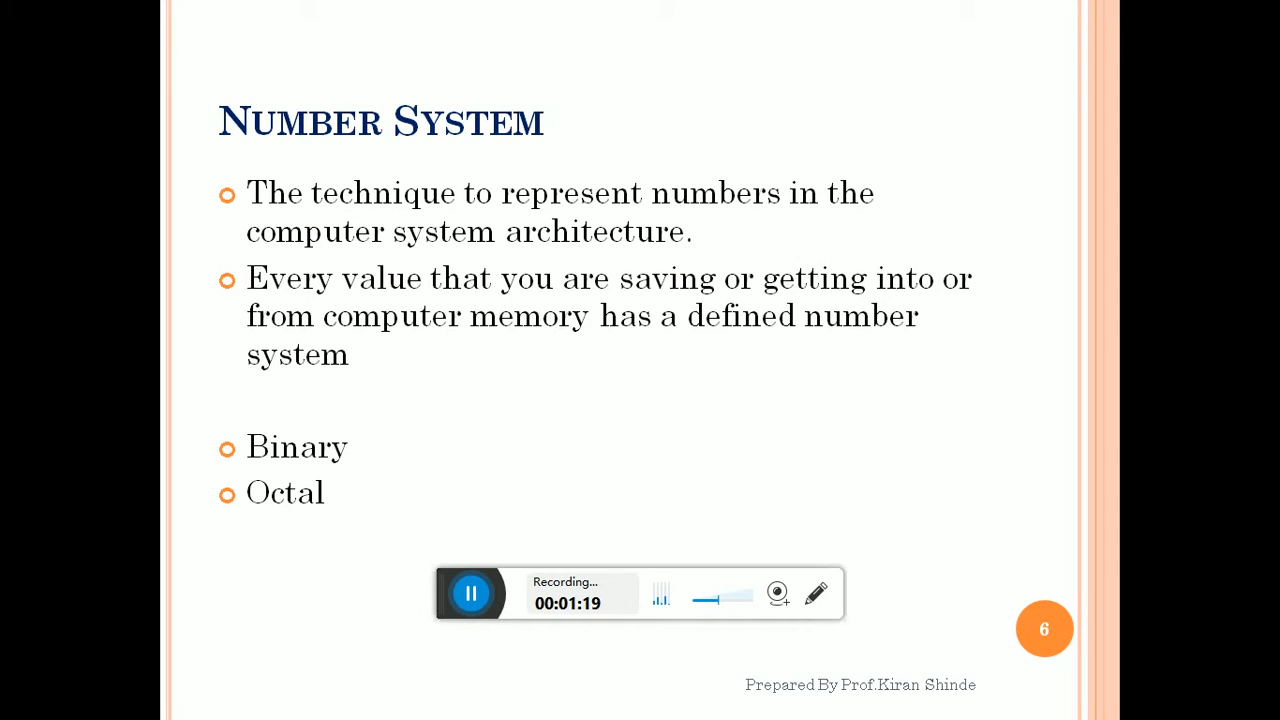 NUMBER SYSTEM
The technique to represent numbers in the
computer system architecture.
Every value that you are saving or getting into or
from computer memory has a defined number
system
Binary
Octal
Recording...
00:01:19
6
Prepared By Prof.Kiran Shinde